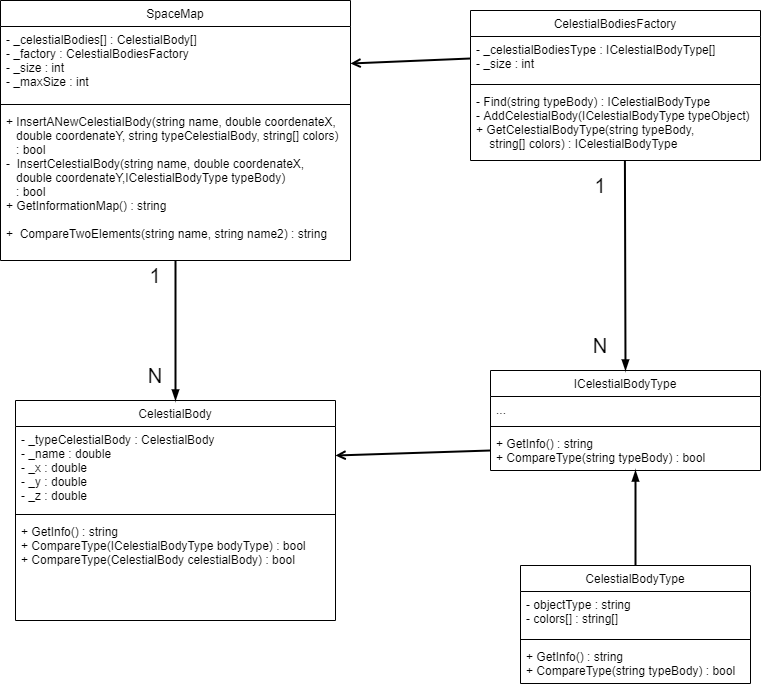 SpaceMap
- _celestialBodies[] : CelestialBody[]
- _factory : CelestialBodiesFactory
- _size : int
- _maxSize : int
+ InsertANewCelestialBody(string name, double coordenateX,
double coordenateY, string typeCelestialBody, string[] colors)
: bool
- InsertCelestialBody(string name, double coordenateX,
double coordenateY,ICelestialBodyType typeBody)
: bool
+ GetInformationMap() : string
+ CompareTwoElements(string name, string name2) : string
CelestialBodiesFactory
- _celestialBodiesType : ICelestialBodyType[]
- _size : int
- Find(string typeBody) : ICelestialBodyType
- AddCelestialBody(ICelestialBodyType typeObject)
+ GetCelestialBodyType(string typeBody,
string[] colors) : ICelestialBodyType
1
N
1
N
CelestialBody
- _typeCelestialBody : CelestialBody
- _name : double
- _x : double
- _y : double
- _z : double
+ GetInfo() : string
+ CompareType(ICelestialBodyType bodyType) : bool
+ CompareType(CelestialBody celestialBody) : bool
ICelestialBodyType
...
+ GetInfo() : string
+ CompareType(string typeBody) : bool
CelestialBodyType
- objectType : string
- colors[] : string[]
+ GetInfo() : string
+ CompareType(string typeBody) : bool